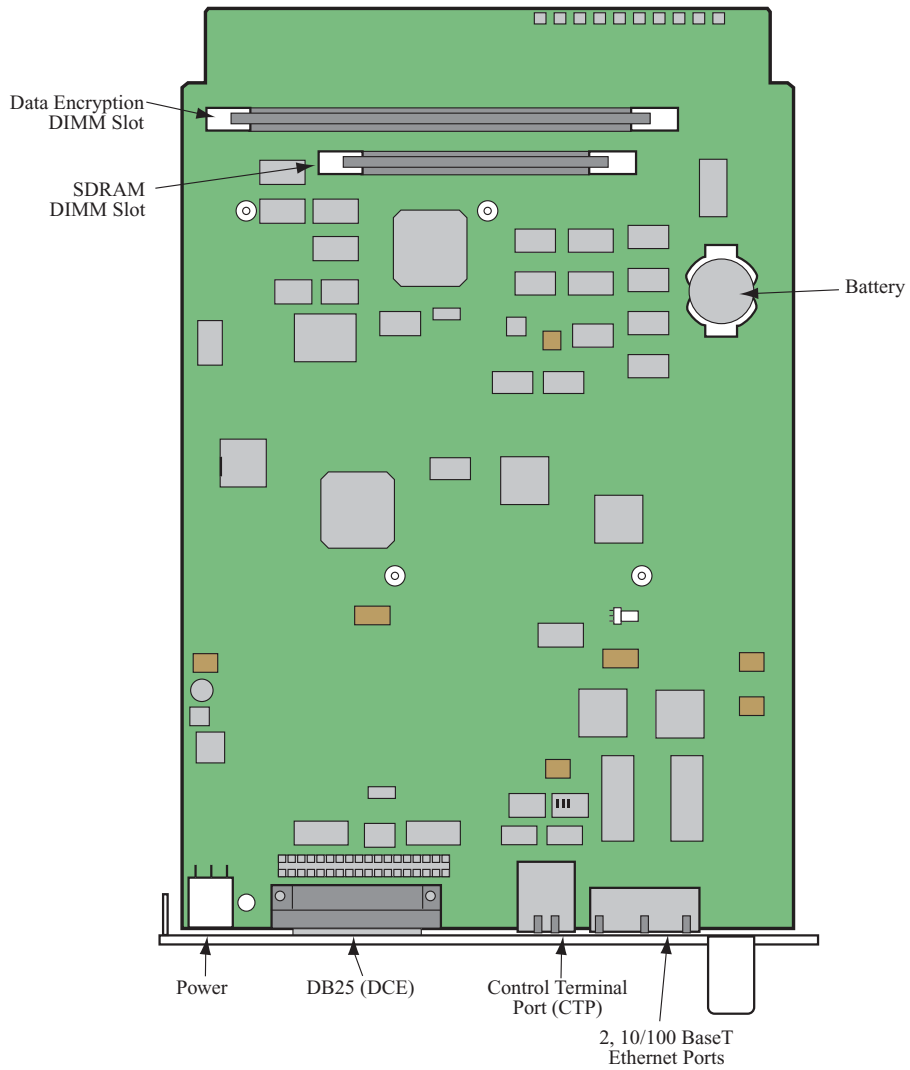 Data Encryption
DIMM Slot
SDRAM
DIMM Slot
Battery
Power
DB25 (DCE)
Control Terminal
Port (CTP)
2, 10/100 BaseT
Ethernet Ports